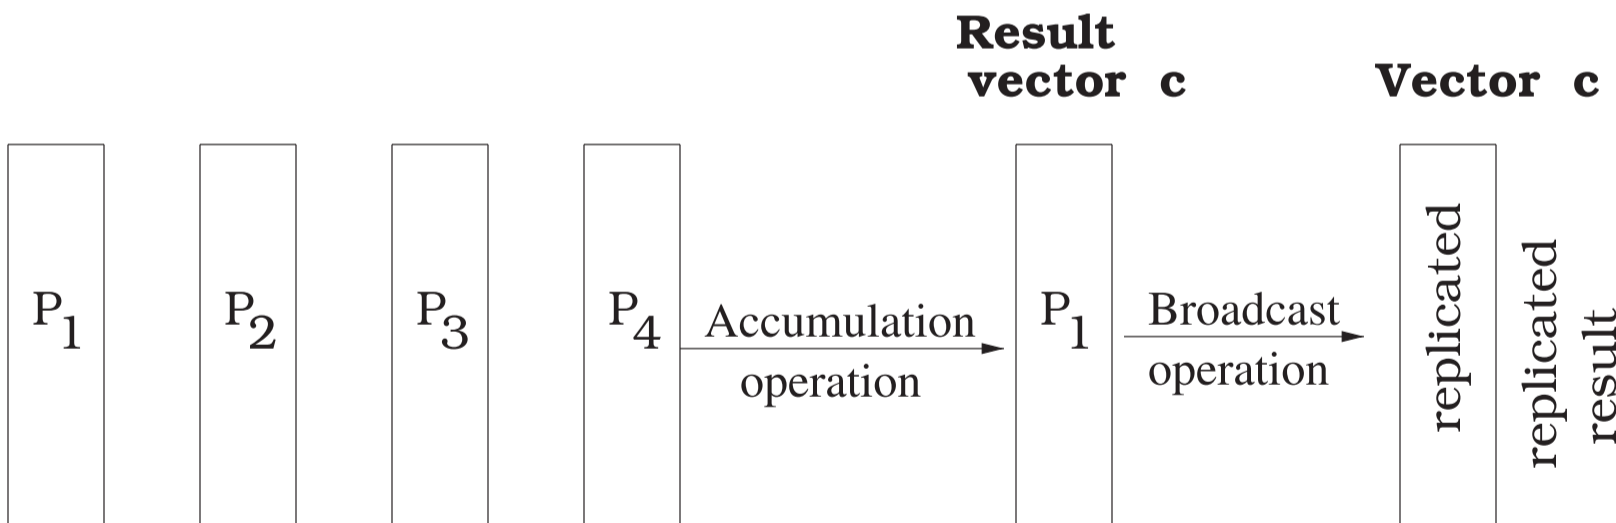 Result
vector c
Vector c
P1
P2
P3
P4
Accumulation
operation
P1
Broadcast
operation
replicated
replicated
result